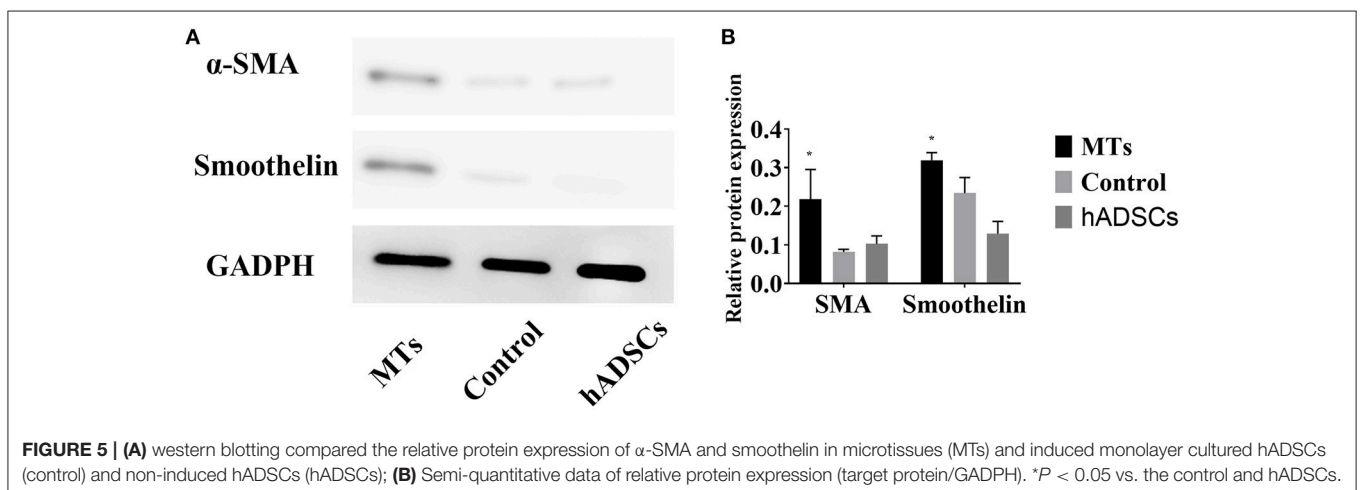 A
α-SMA
Smoothelin
GADPH
MTs
Control
hADSCs
B
Relative protein expression
0.4
0.3
0.2
0.1
0.0
*
*
SMA
Smoothelin
MTs
Control
hADSCs
FIGURE 5 | (A) western blotting compared the relative protein expression of α-SMA and smoothelin in microtissues (MTs) and induced monolayer cultured hADSCs
(control) and non-induced hADSCs (hADSCs); (B) Semi-quantitative data of relative protein expression (target protein/GADPH). *P < 0.05 vs. the control and hADSCs.